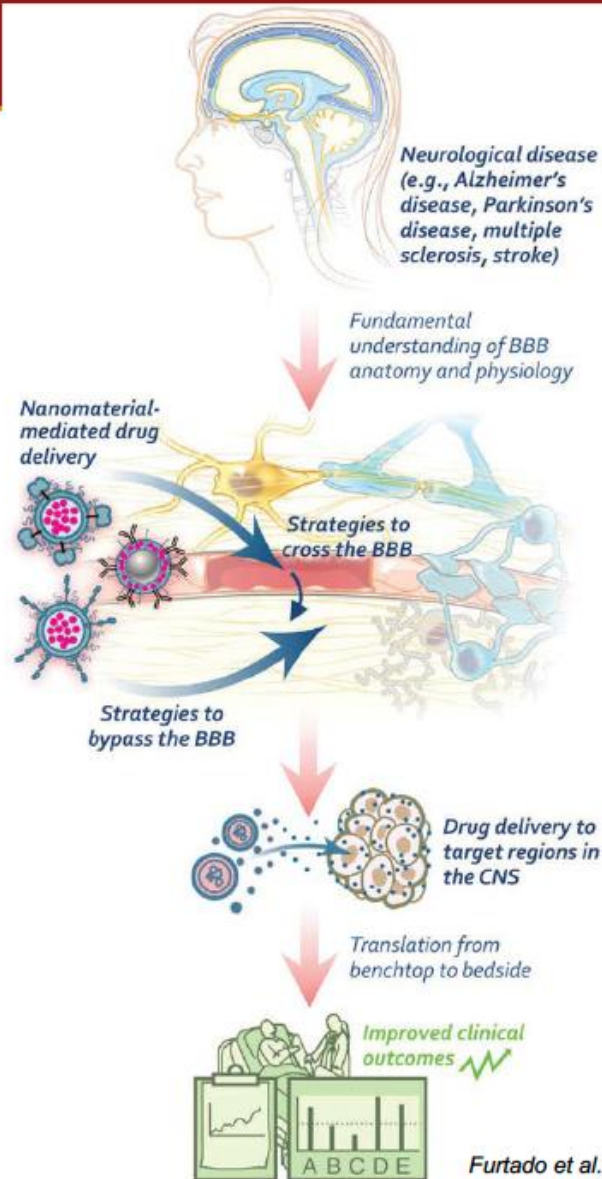 Neurological disease
(e.g., Alzheimer's
disease, Parkinson's
disease, multiple
sclerosis, stroke)
Fundamental
understanding of BBB
anatomy and physiology
Nanomaterial-
mediated drug
delivery
Strategies to
cross the BBB
Strategies to
bypass the BBB
Drug delivery to
target regions in
the CNS
Translation from
benchtop to bedside
Improved clinical
outcomes
A B C D E
Furtado et al.